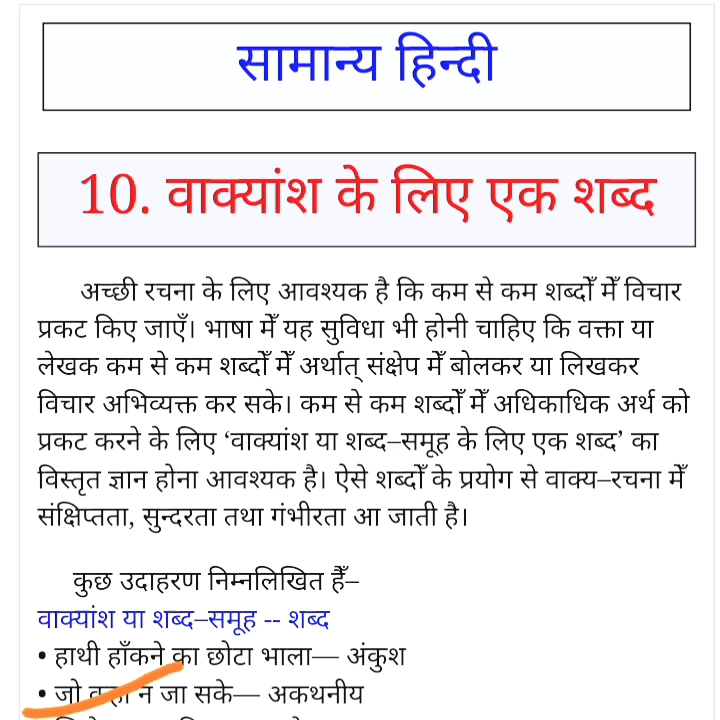 सामान्य हिन्दी
10. वाक्यांश के लिए एक शब्द
अच्छी रचना के लिए आवश्यक है कि कम से कम शब्दोँ मेँ विचार
प्रकट किए जाएँ। भाषा मेँ यह सुविधा भी होनी चाहिए कि वक्ता या
लेखक कम से कम शब्दोँ मेँ अर्थात् संक्षेप मेँ बोलकर या लिखकर
विचार अभिव्यक्त कर सके। कम से कम शब्दोँ मेँ अधिकाधिक अर्थ को
प्रकट करने के लिए ‘वाक्यांश या शब्द–समूह के लिए एक शब्द’ का
विस्तृत ज्ञान होना आवश्यक है। ऐसे शब्दोँ के प्रयोग से वाक्य–रचना मेँ
संक्षिप्तता, सुन्दरता तथा गंभीरता आ जाती है।
कुछ उदाहरण निम्नलिखित हैँ–
वाक्यांश या शब्द–समूह -- शब्द
• हाथी हाँकने का छोटा भाला— अंकुश
• जो कहा न जा सके— अकथनीय